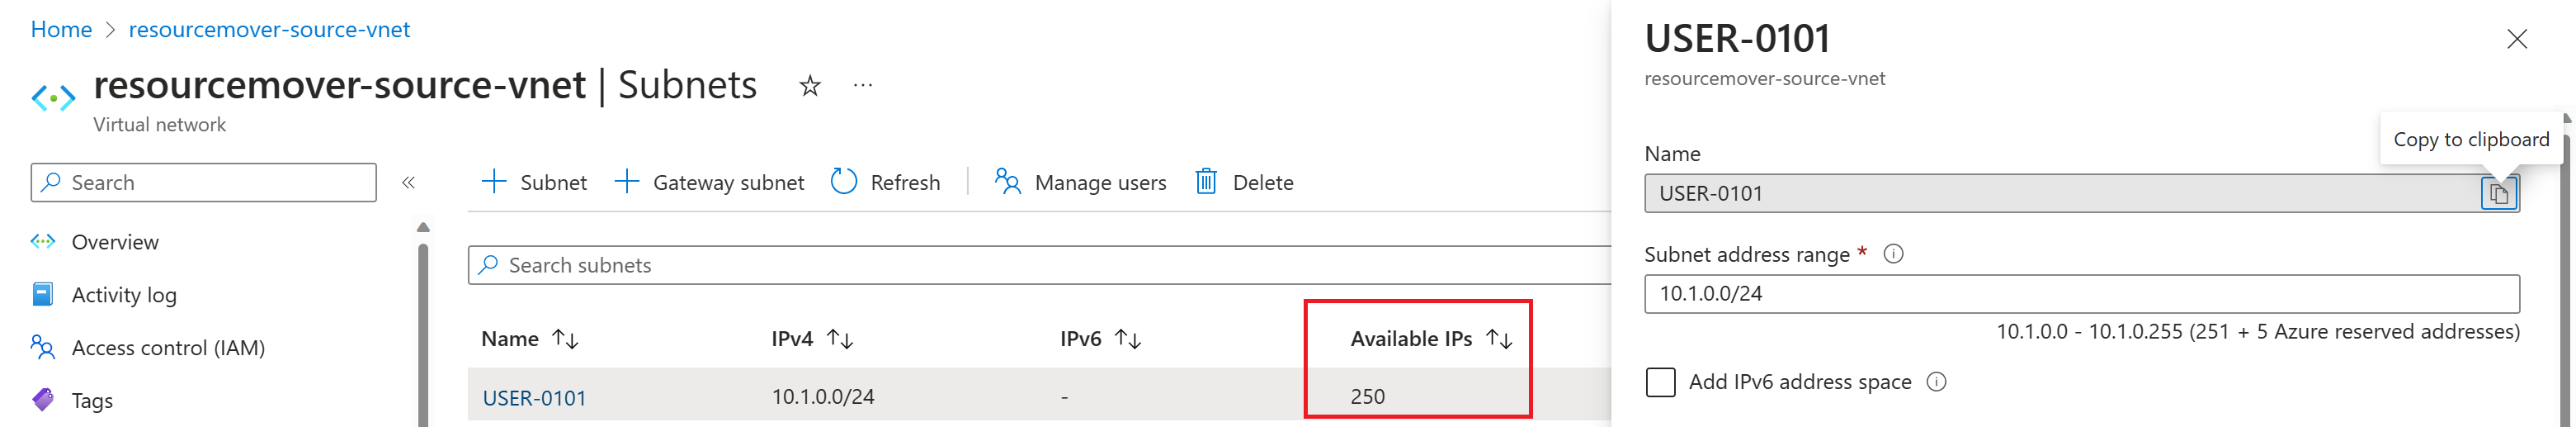 Home > resourcemover-source-vnet
resourcemover-source-vnet | Subnets
Virtual network
Search
Overview
Activity log
Access control (IAM)
Tags
Subnet
Gateway subnet
Refresh
Manage users
Delete
Search subnets
Name IPv4 IPv6 Available IPs
USER-0101 10.1.0.0/24 - 250
USER-0101
resourcemover-source-vnet
Copy to clipboard
Name
USER-0101
Subnet address range *
10.1.0.0/24
10.1.0.0 - 10.1.0.255 (251 + 5 Azure reserved addresses)
Add IPv6 address space